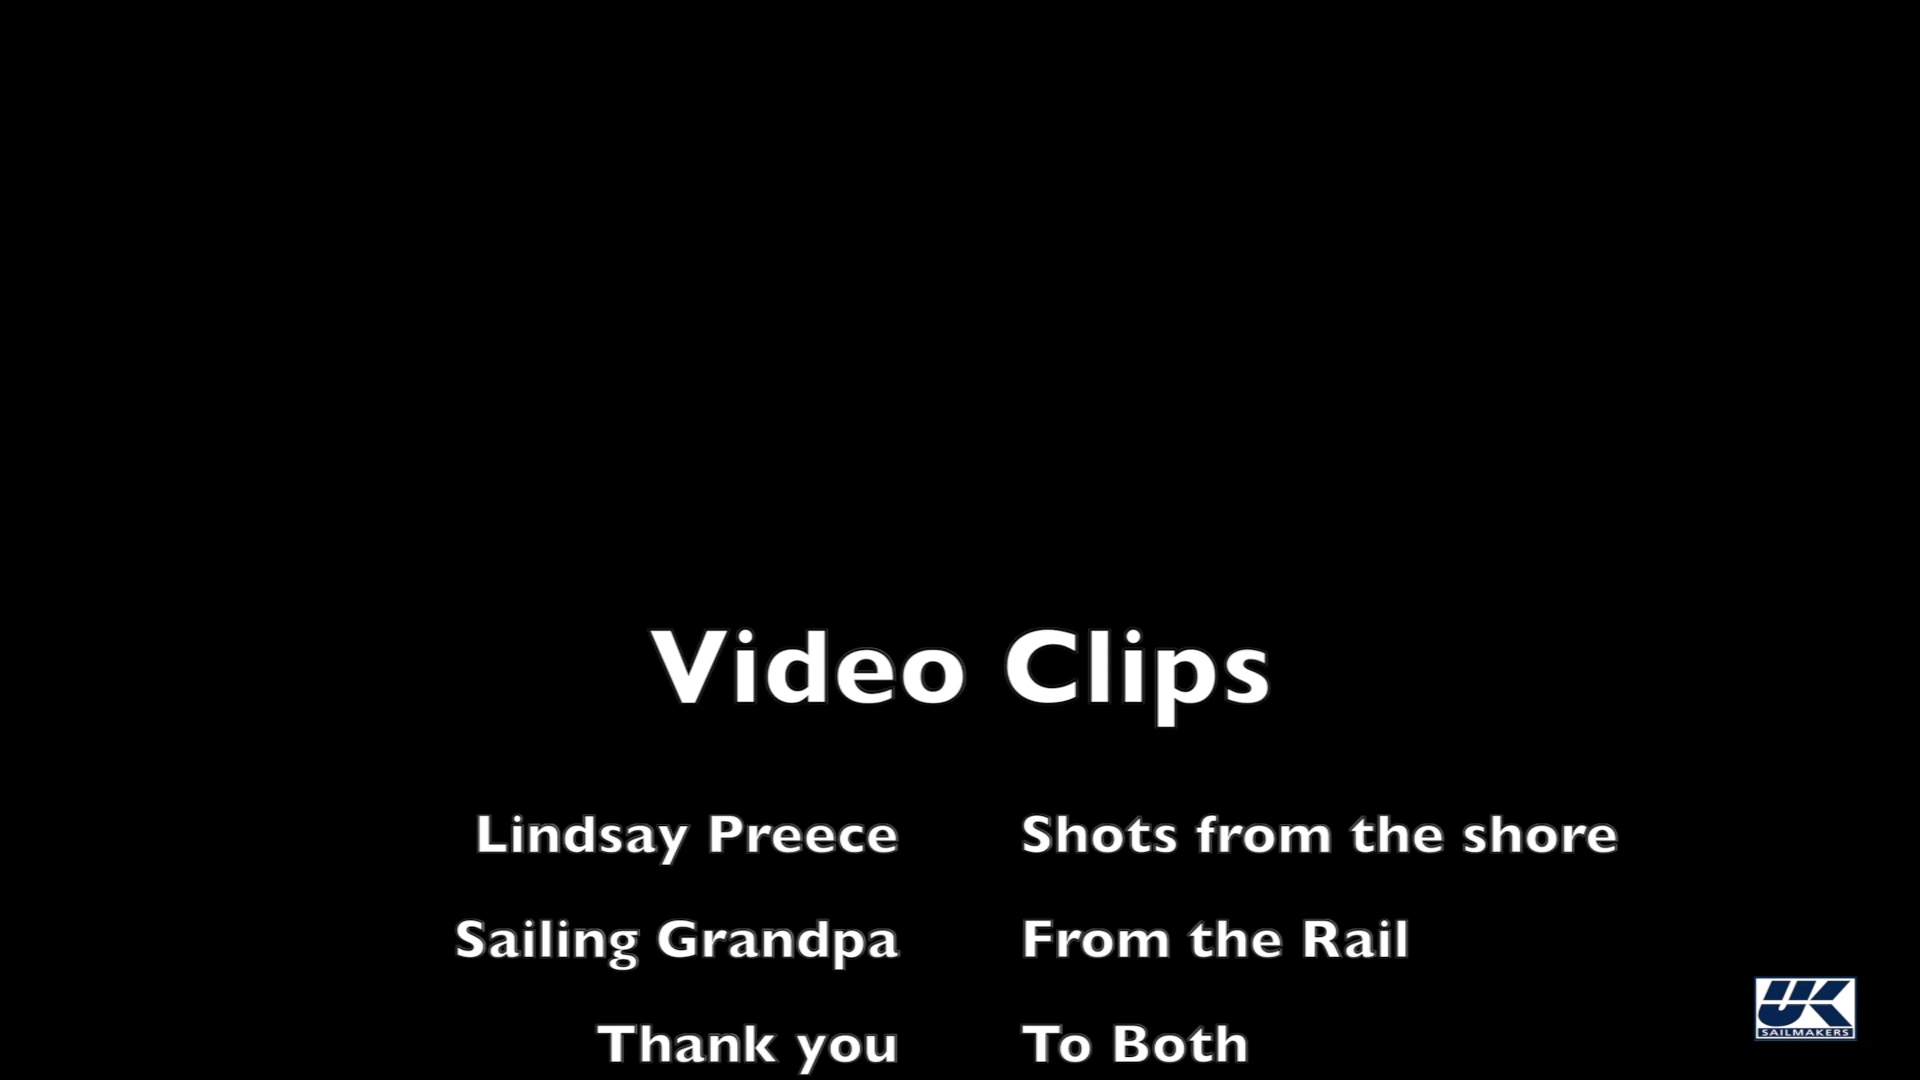 Video Clips
Lindsay Preece Shots from the shore
Sailing Grandpa From the Rail
Thank you To Both
UK
SAILMAKERS